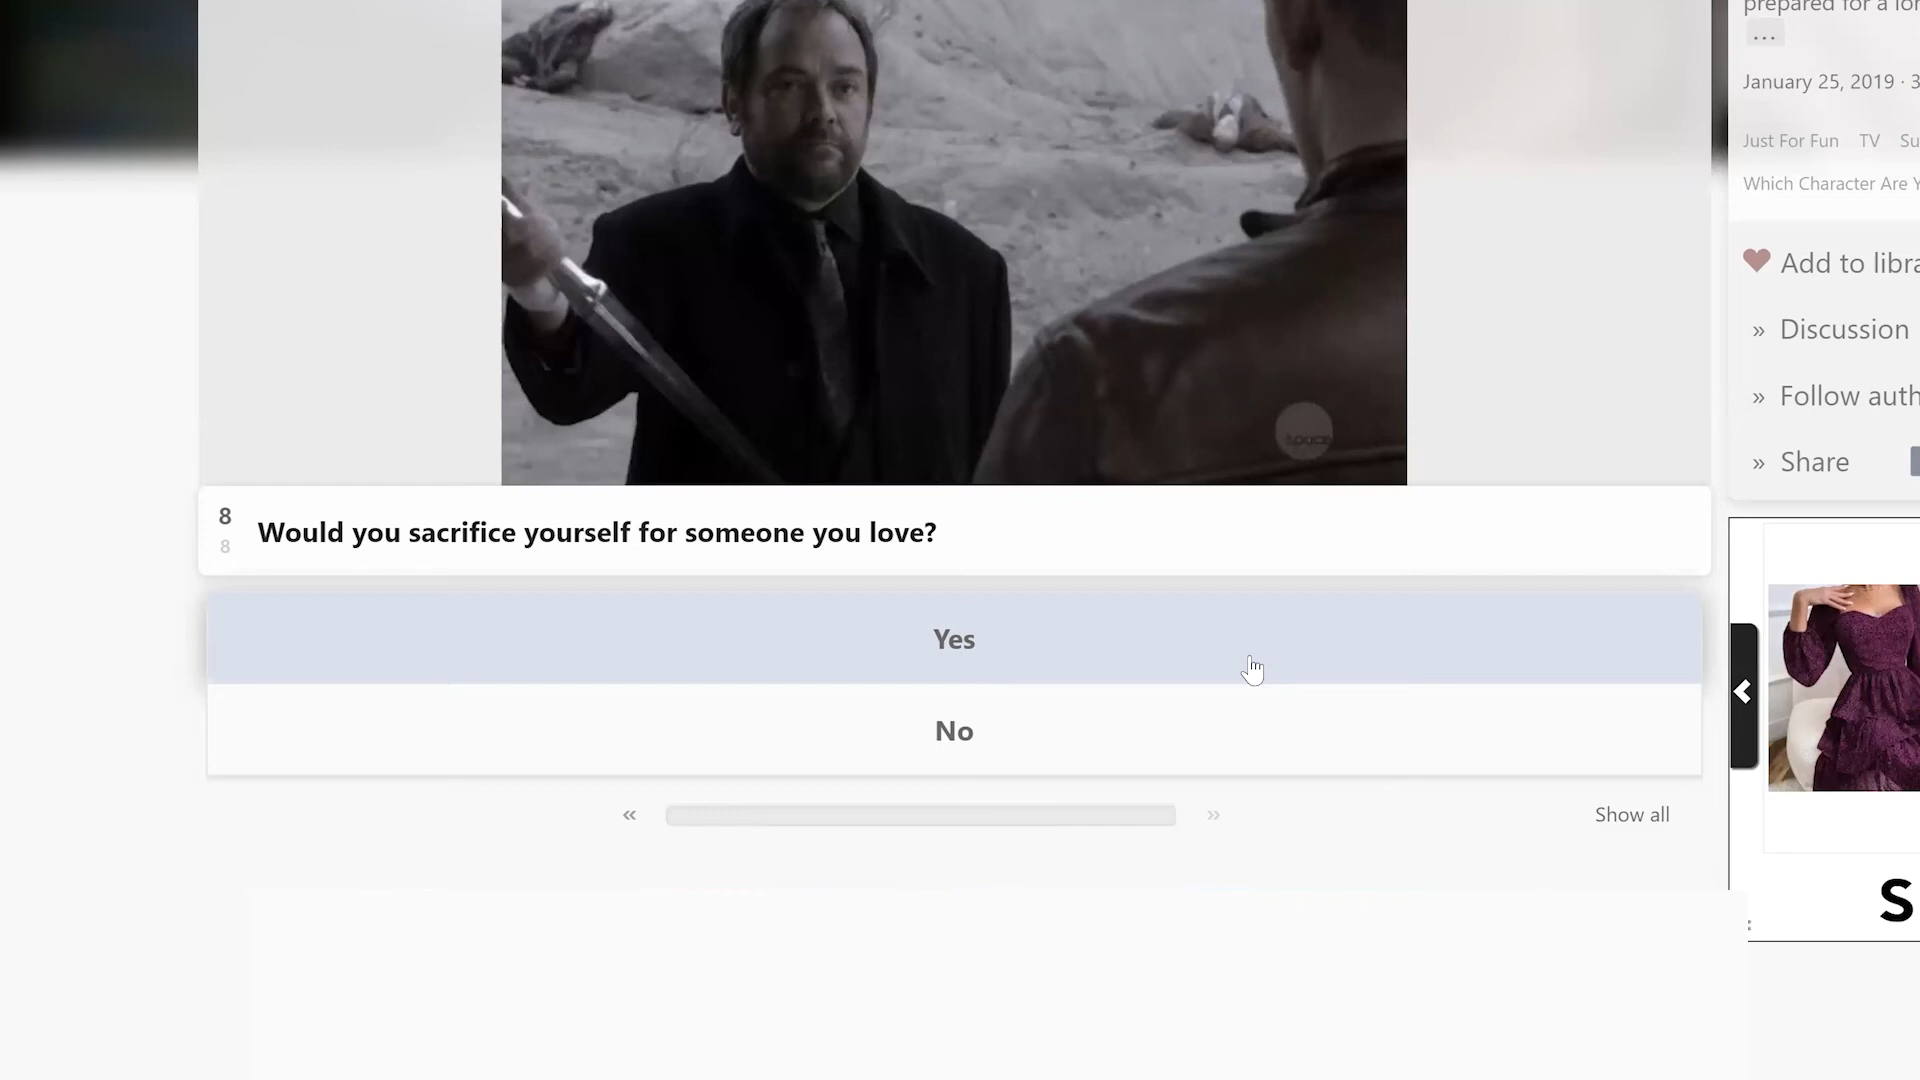 prepared for a lon
...
January 25, 2019 · 3
Just For Fun TV Su
Which Character Are Y
Add to libra
» Discussion
» Follow auth
» Share
8
8
Would you sacrifice yourself for someone you love?
Yes
No
« »
Show all
S